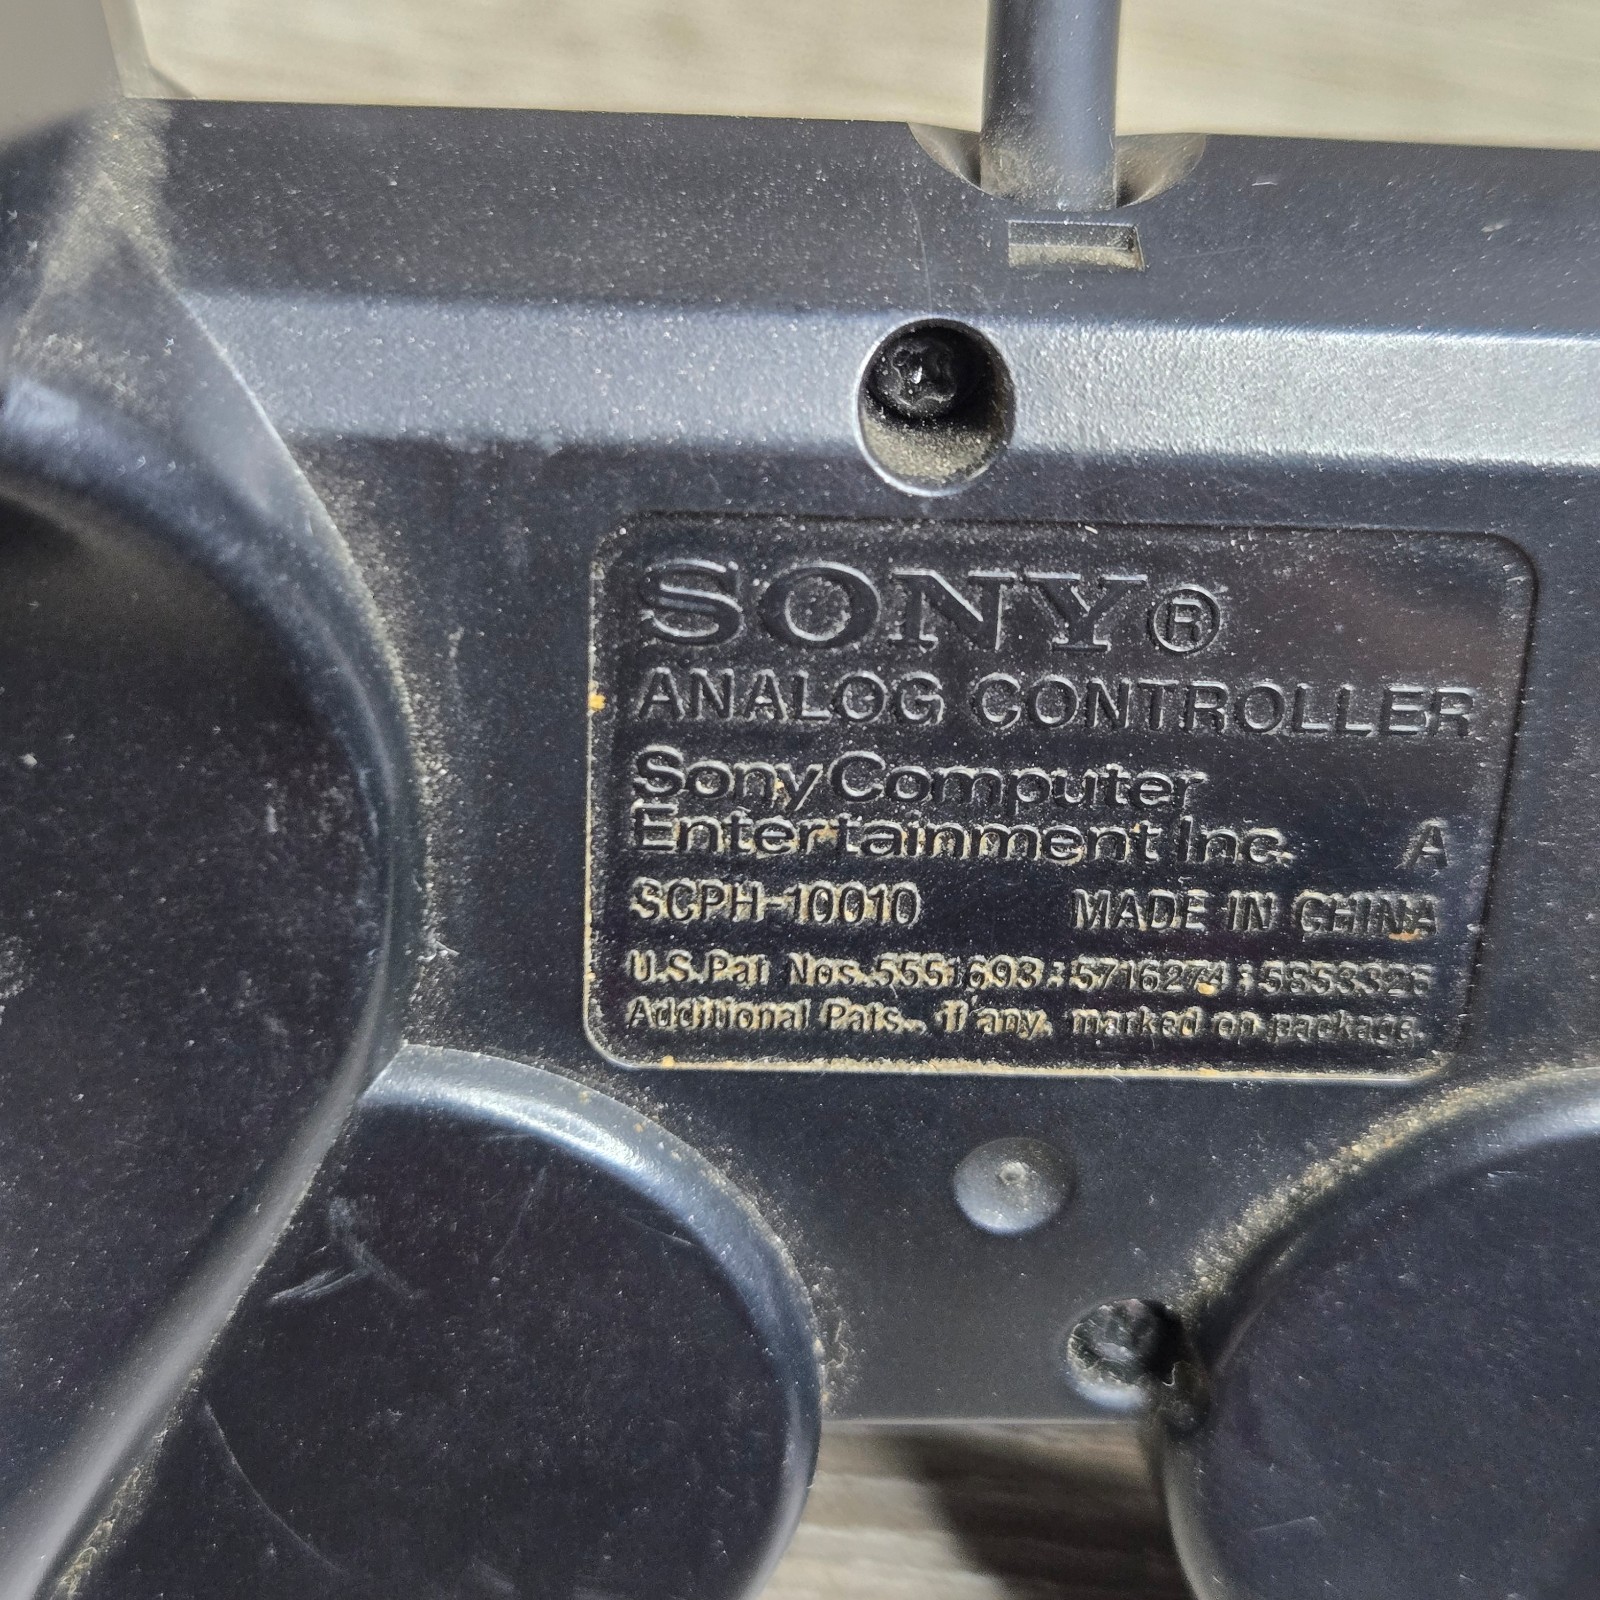 SONY®
ANALOG CONTROLLER
Sony Computer
Entertainment Inc. A
SCPH-10010 MADE IN CHINA
U.S.Pat Nos.5551693;5716274;5853326
Additional Pats., if any, marked on package.